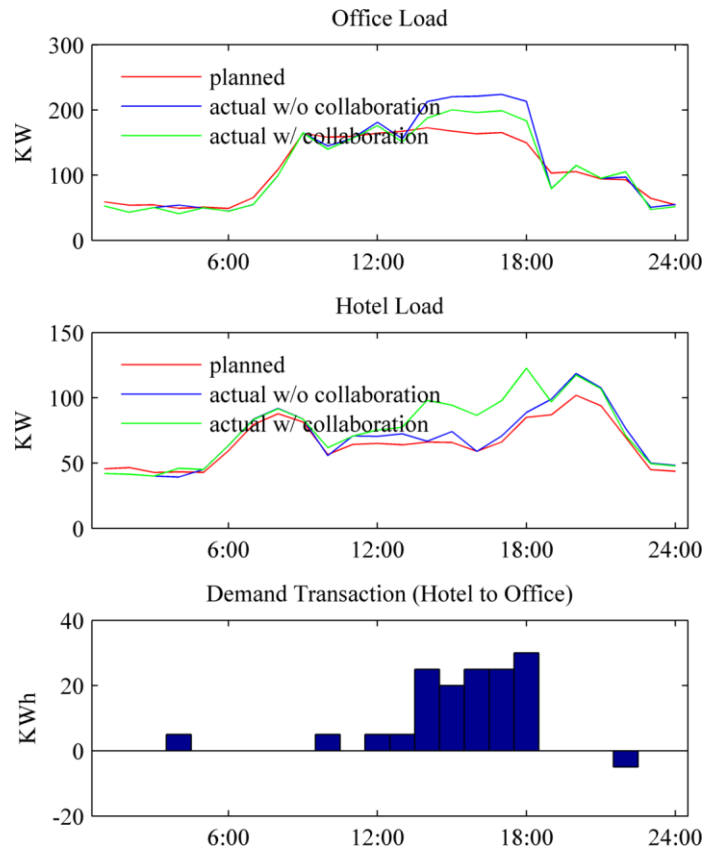 Office Load
300
200
100
0
KW
planned
actual w/o collaboration
actual w/ collaboration
6:00
12:00
18:00
24:00
Hotel Load
150
100
50
0
KW
planned
actual w/o collaboration
actual w/ collaboration
6:00
12:00
18:00
24:00
Demand Transaction (Hotel to Office)
40
20
0
-20
KWh
6:00
12:00
18:00
24:00